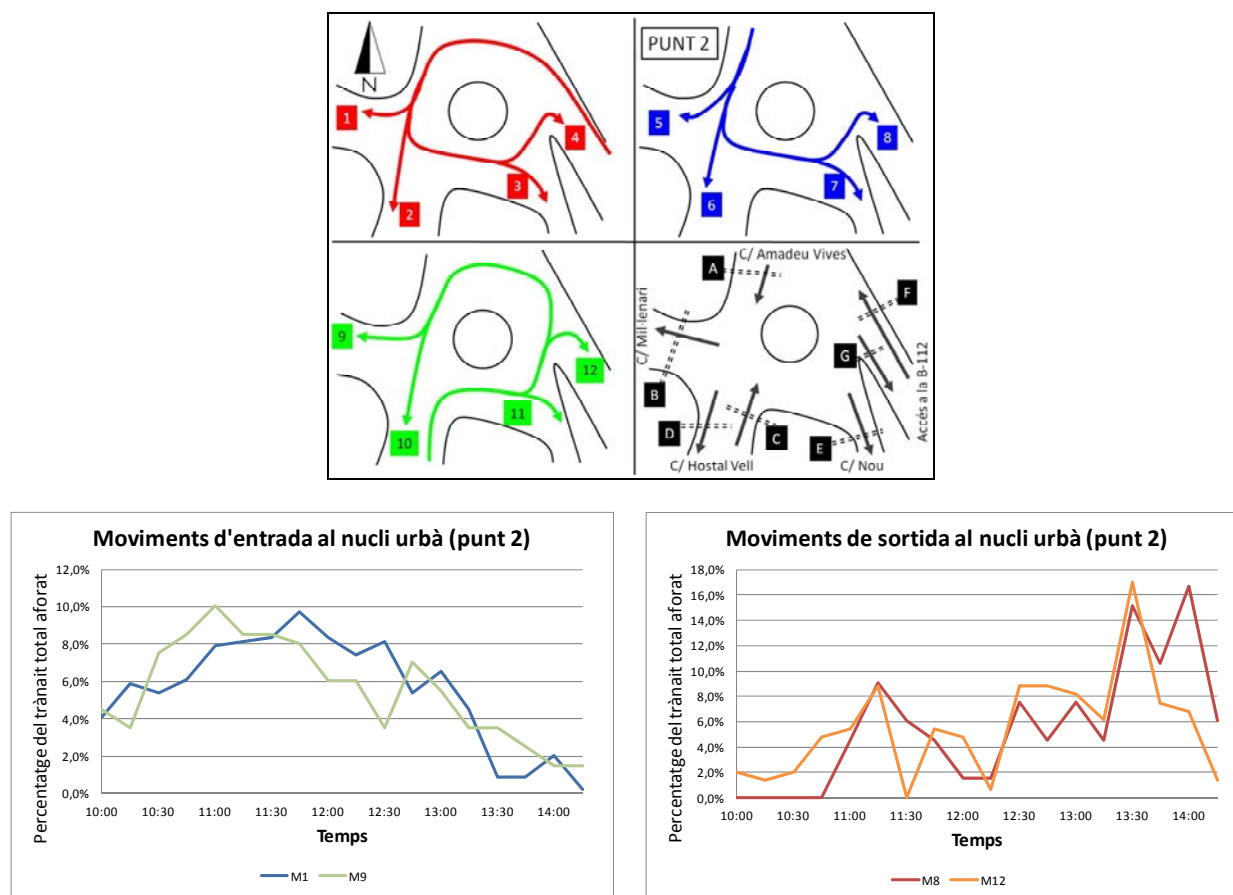 N
1
2
3
4
PUNT 2
5
6
7
8
9
10
11
12
C/ Amadeu Vives
C/ Mil·lenari
A
B
C
D
E
F
G
Accés a la B-112
C/ Hostal Vell
C/ Nou
Moviments d'entrada al nucli urbà (punt 2)
Percentatge del trànait total aforat
12,0%
10,0%
8,0%
6,0%
4,0%
2,0%
0,0%
10:00 10:30 11:00 11:30 12:00 12:30 13:00 13:30 14:00
Temps
M1 M9
Moviments de sortida al nucli urbà (punt 2)
Percentatge del trànait total aforat
18,0%
16,0%
14,0%
12,0%
10,0%
8,0%
6,0%
4,0%
2,0%
0,0%
10:00 10:30 11:00 11:30 12:00 12:30 13:00 13:30 14:00
Temps
M8 M12